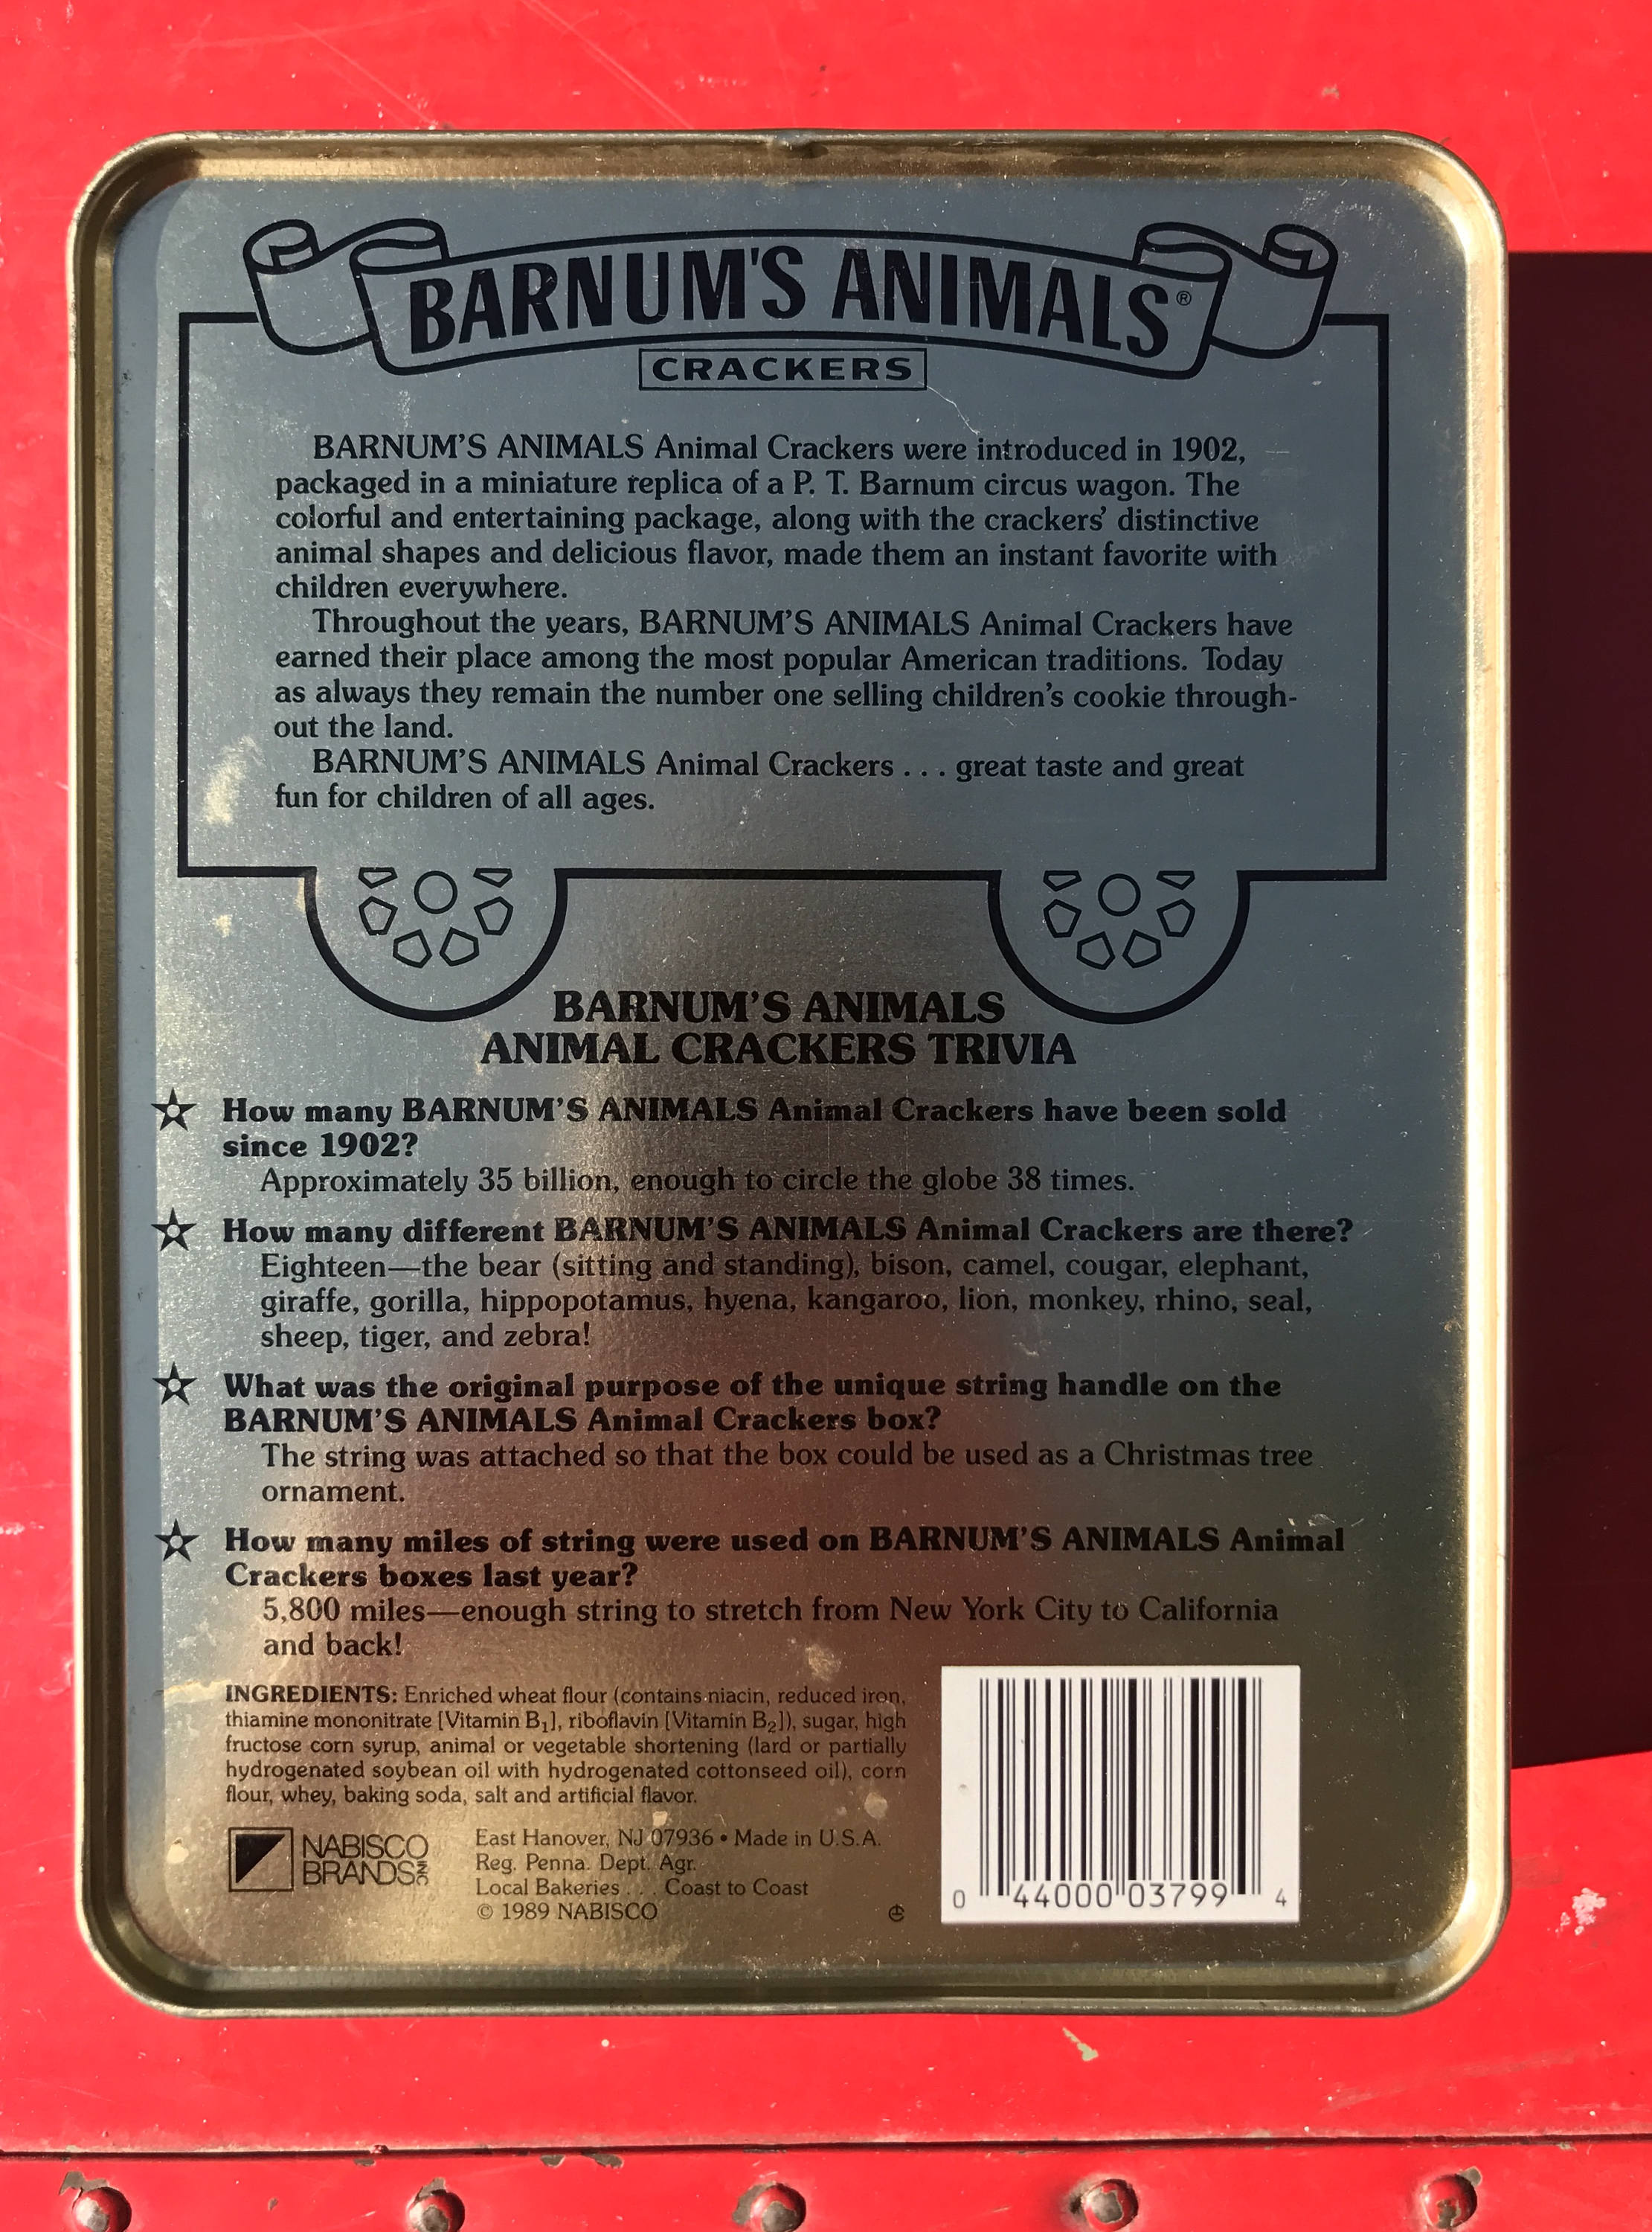 BARNUM'S ANIMALS®
CRACKERS
BARNUM'S ANIMALS Animal Crackers were introduced in 1902,
packaged in a miniature replica of a P. T. Barnum circus wagon. The
colorful and entertaining package, along with the crackers' distinctive
animal shapes and delicious flavor, made them an instant favorite with
children everywhere.
Throughout the years, BARNUM'S ANIMALS Animal Crackers have
earned their place among the most popular American traditions. Today
as always they remain the number one selling children's cookie through-
out the land.
BARNUM'S ANIMALS Animal Crackers . . . great taste and great
fun for children of all ages.
BARNUM'S ANIMALS
ANIMAL CRACKERS TRIVIA
How many BARNUM'S ANIMALS Animal Crackers have been sold
since 1902?
Approximately 35 billion, enough to circle the globe 38 times.
How many different BARNUM'S ANIMALS Animal Crackers are there?
Eighteen—the bear (sitting and standing), bison, camel, cougar, elephant,
giraffe, gorilla, hippopotamus, hyena, kangaroo, lion, monkey, rhino, seal,
sheep, tiger, and zebra!
What was the original purpose of the unique string handle on the
BARNUM'S ANIMALS Animal Crackers box?
The string was attached so that the box could be used as a Christmas tree
ornament.
How many miles of string were used on BARNUM'S ANIMALS Animal
Crackers boxes last year?
5,800 miles—enough string to stretch from New York City to California
and back!
INGREDIENTS: Enriched wheat flour (contains niacin, reduced iron,
thiamine mononitrate [Vitamin B₁], riboflavin [Vitamin B₂]), sugar, high
fructose corn syrup, animal or vegetable shortening (lard or partially
hydrogenated soybean oil with hydrogenated cottonseed oil), corn
flour, whey, baking soda, salt and artificial flavor.
NABISCO
BRANDS INC
East Hanover, NJ 07936 • Made in U.S.A.
Reg. Penna. Dept. Agr.
Local Bakeries . . . Coast to Coast
© 1989 NABISCO
0 44000 03799 4